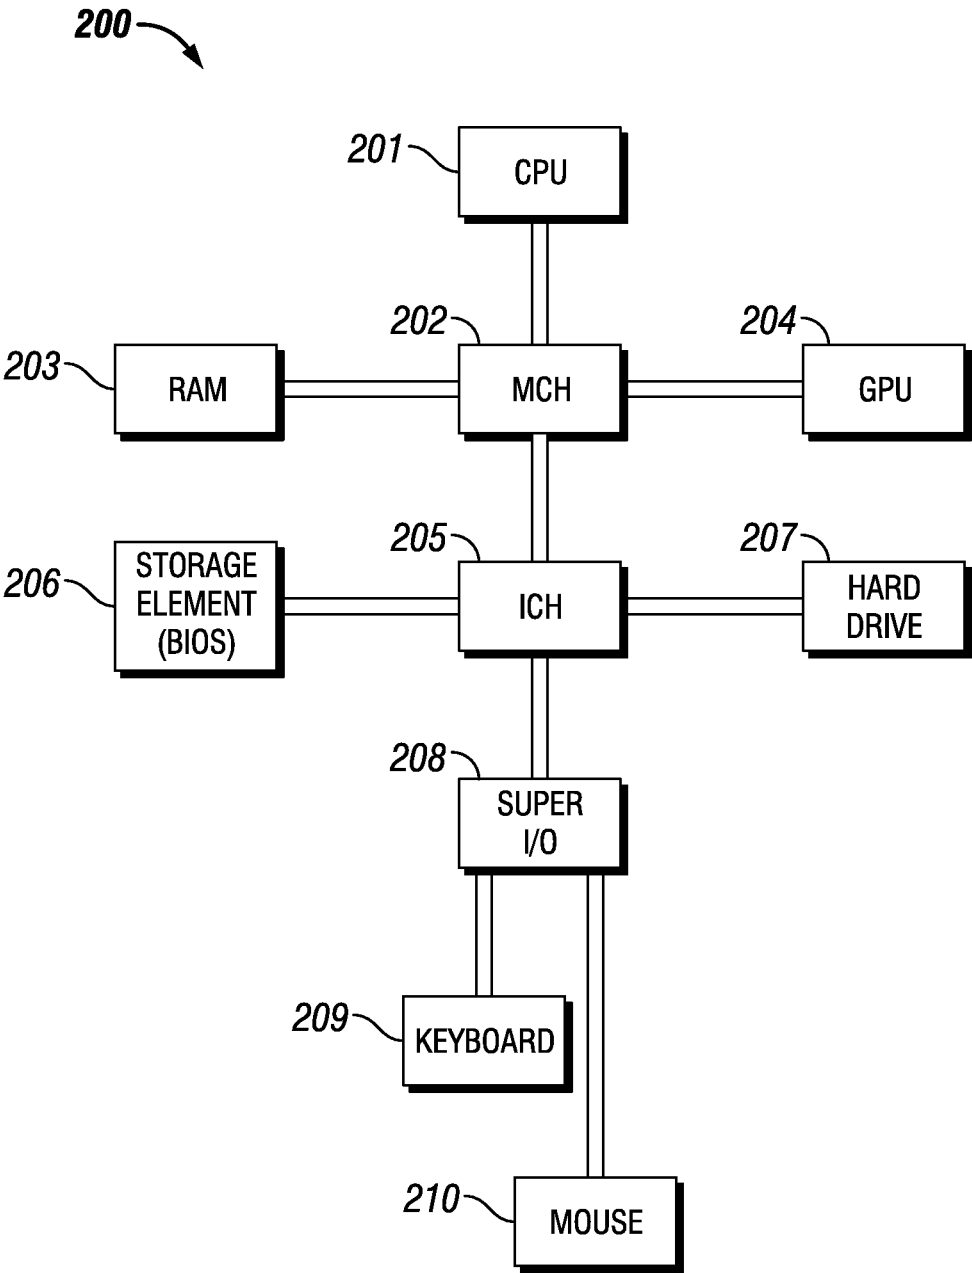 200
201
CPU
202
204
203
RAM
MCH
GPU
205
207
206
STORAGE
ELEMENT
(BIOS)
ICH
HARD
DRIVE
208
SUPER
I/O
209
KEYBOARD
210
MOUSE